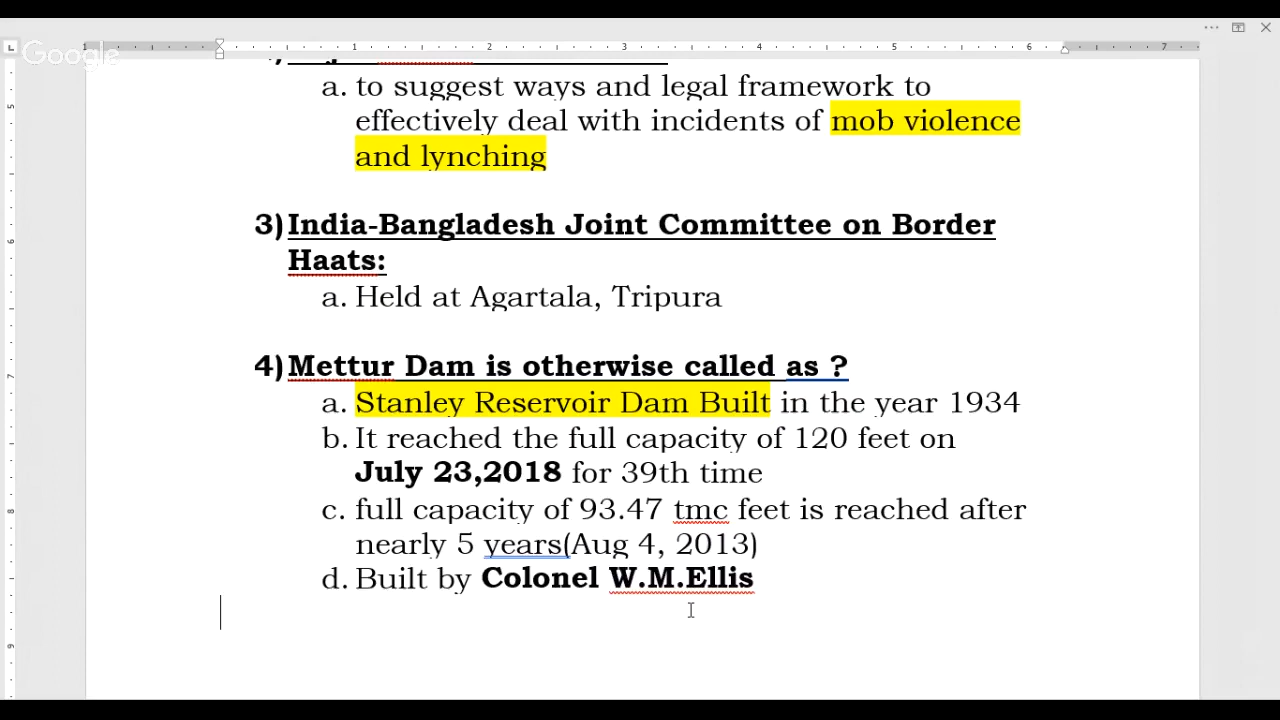 Google
a. to suggest ways and legal framework to
effectively deal with incidents of mob violence
and lynching
3) India-Bangladesh Joint Committee on Border
Haats:
a. Held at Agartala, Tripura
4) Mettur Dam is otherwise called as ?
a. Stanley Reservoir Dam Built in the year 1934
b. It reached the full capacity of 120 feet on
July 23,2018 for 39th time
c. full capacity of 93.47 tmc feet is reached after
nearly 5 years(Aug 4, 2013)
d. Built by Colonel W.M.Ellis